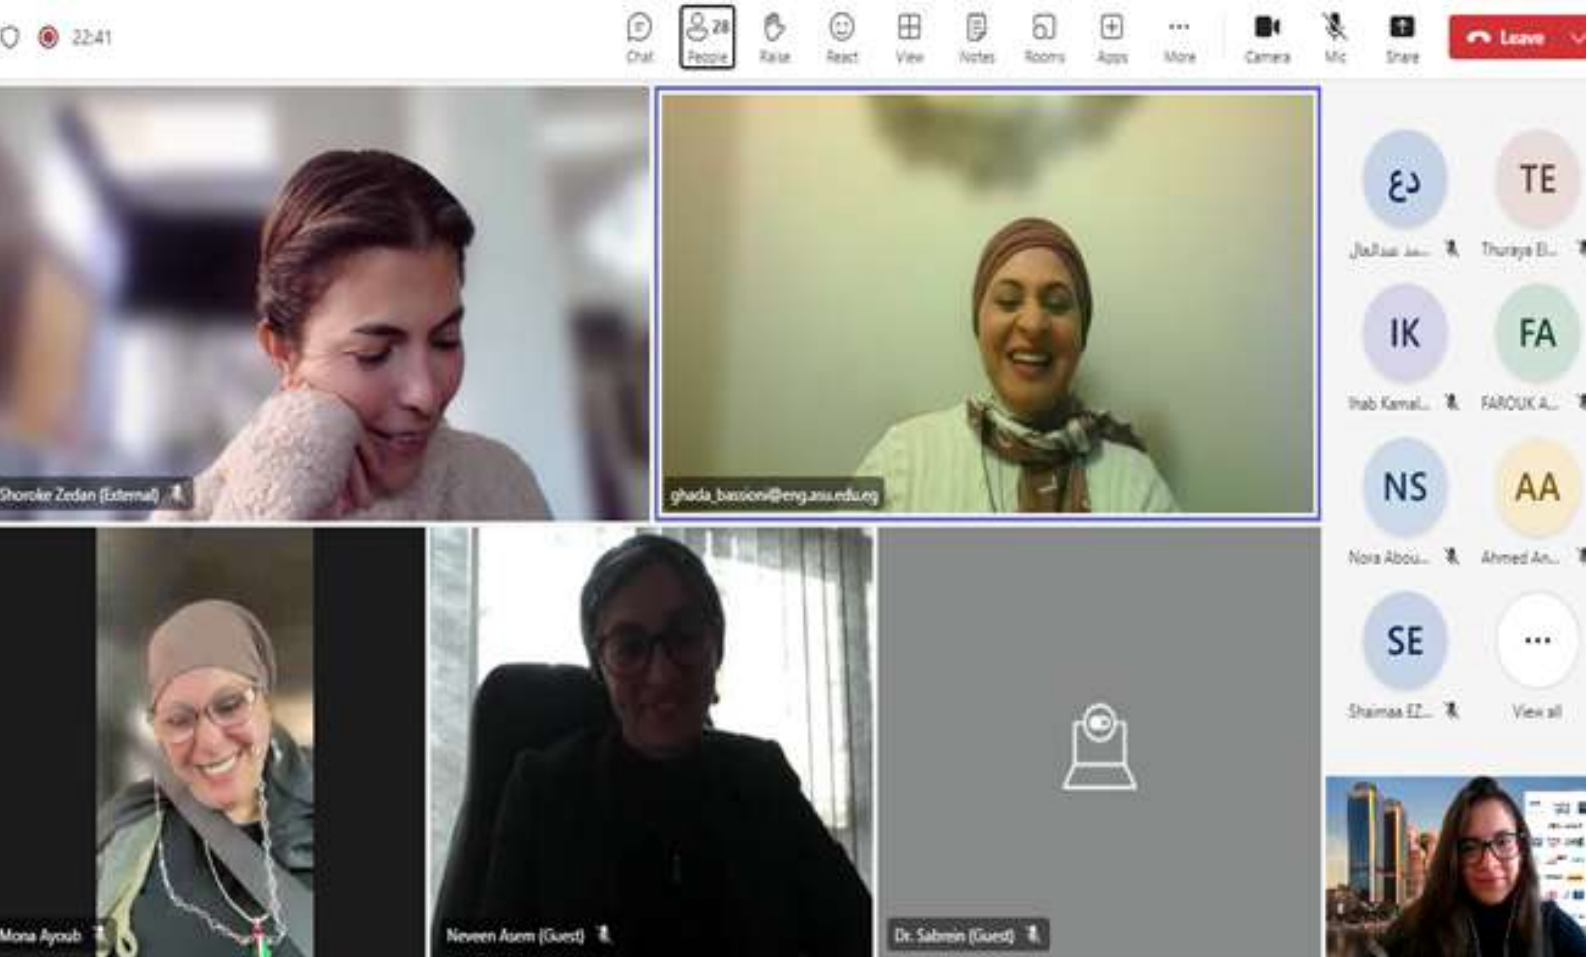 22:41
Chat
28
People
Raise
React
View
Notes
Rooms
Apps
More
Camera
Mic
Share
Leave
Shoroke Zedan (External)
ghada_bassioni@eng.asu.edu.eg
Mona Ayoub
Neveen Asem (Guest)
Dr. Sabrein (Guest)
دع
TE
Thuraya El...
IK
FA
Ihab Kamal...
FAROUK A...
NS
AA
Nora Abou...
Ahmed An...
SE
...
Shaimaa EZ...
View all